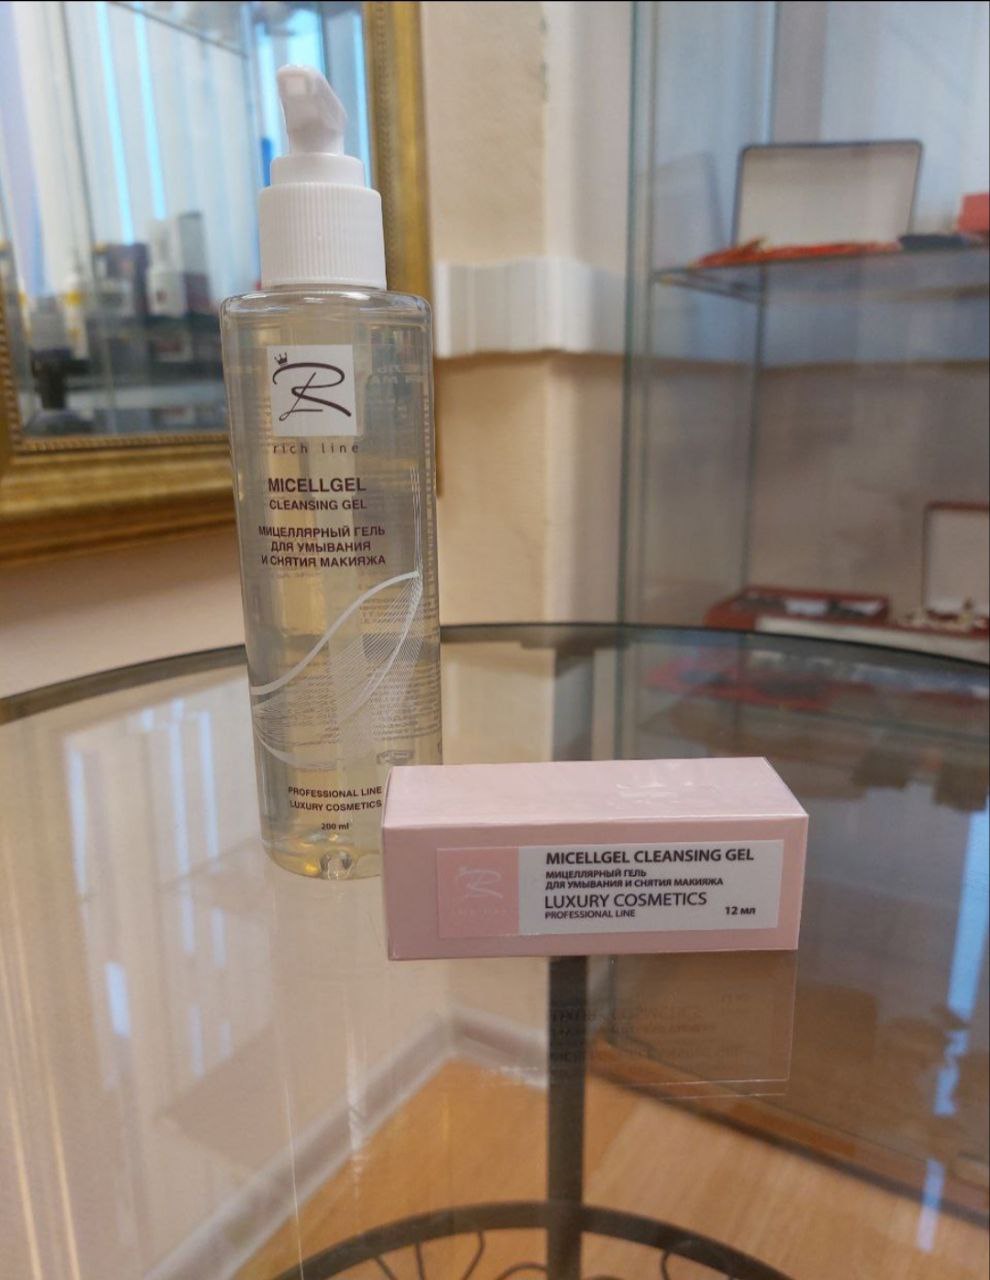 R
rich line
MICELLGEL
CLEANSING GEL
МИЦЕЛЛЯРНЫЙ ГЕЛЬ
ДЛЯ УМЫВАНИЯ
И СНЯТИЯ МАКИЯЖА
PROFESSIONAL LINE
LUXURY COSMETICS
200 ml
MICELLGEL CLEANSING GEL
МИЦЕЛЛЯРНЫЙ ГЕЛЬ
ДЛЯ УМЫВАНИЯ И СНЯТИЯ МАКИЯЖА
LUXURY COSMETICS
PROFESSIONAL LINE
12 мл